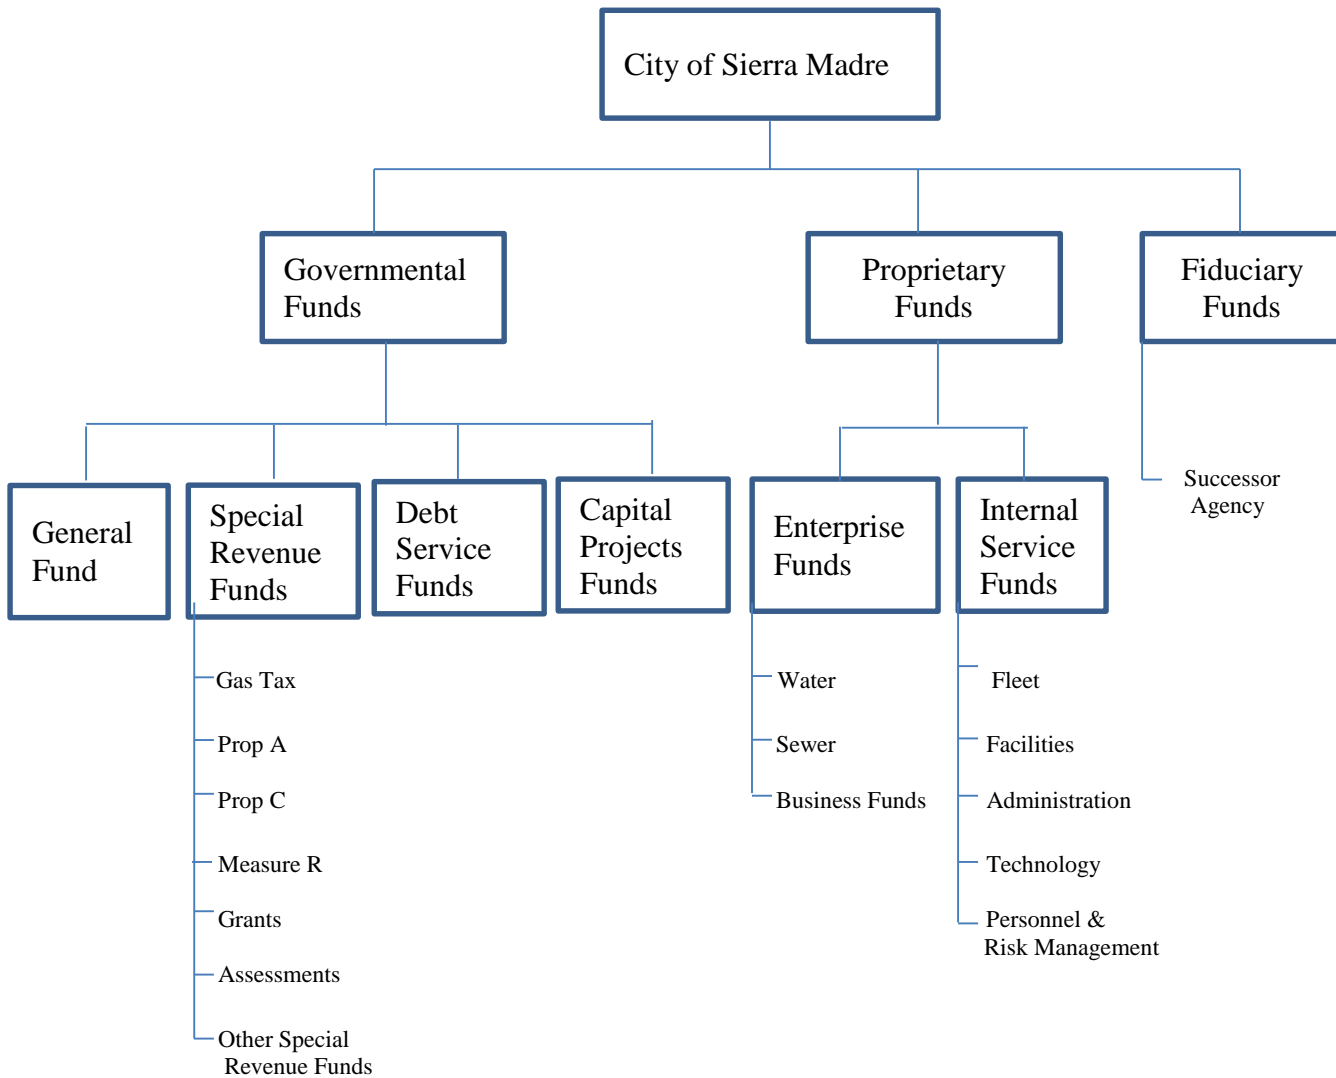 City of Sierra Madre
Governmental
Funds
Proprietary
Funds
Fiduciary
Funds
General
Fund
Special
Revenue
Funds
Debt
Service
Funds
Capital
Projects
Funds
Enterprise
Funds
Internal
Service
Funds
Successor
Agency
Gas Tax
Prop A
Prop C
Measure R
Grants
Assessments
Other Special
Revenue Funds
Water
Sewer
Business Funds
Fleet
Facilities
Administration
Technology
Personnel &
Risk Management